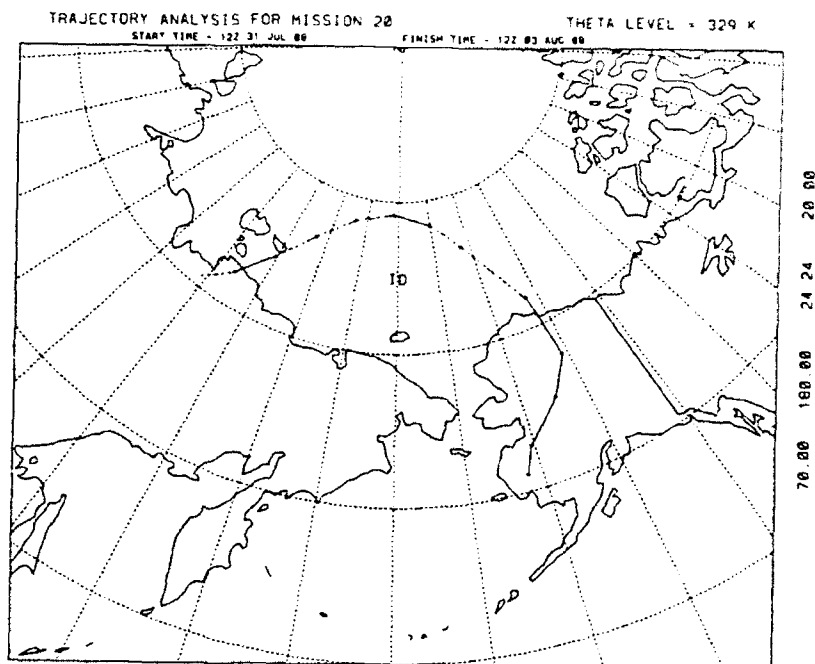 TRAJECTORY ANALYSIS FOR MISSION 20 THETA LEVEL = 329 K
START TIME - 12Z 31 JUL 88 FINISH TIME - 12Z 03 AUG 88
ID
20 00
24 24
180.00
70.00